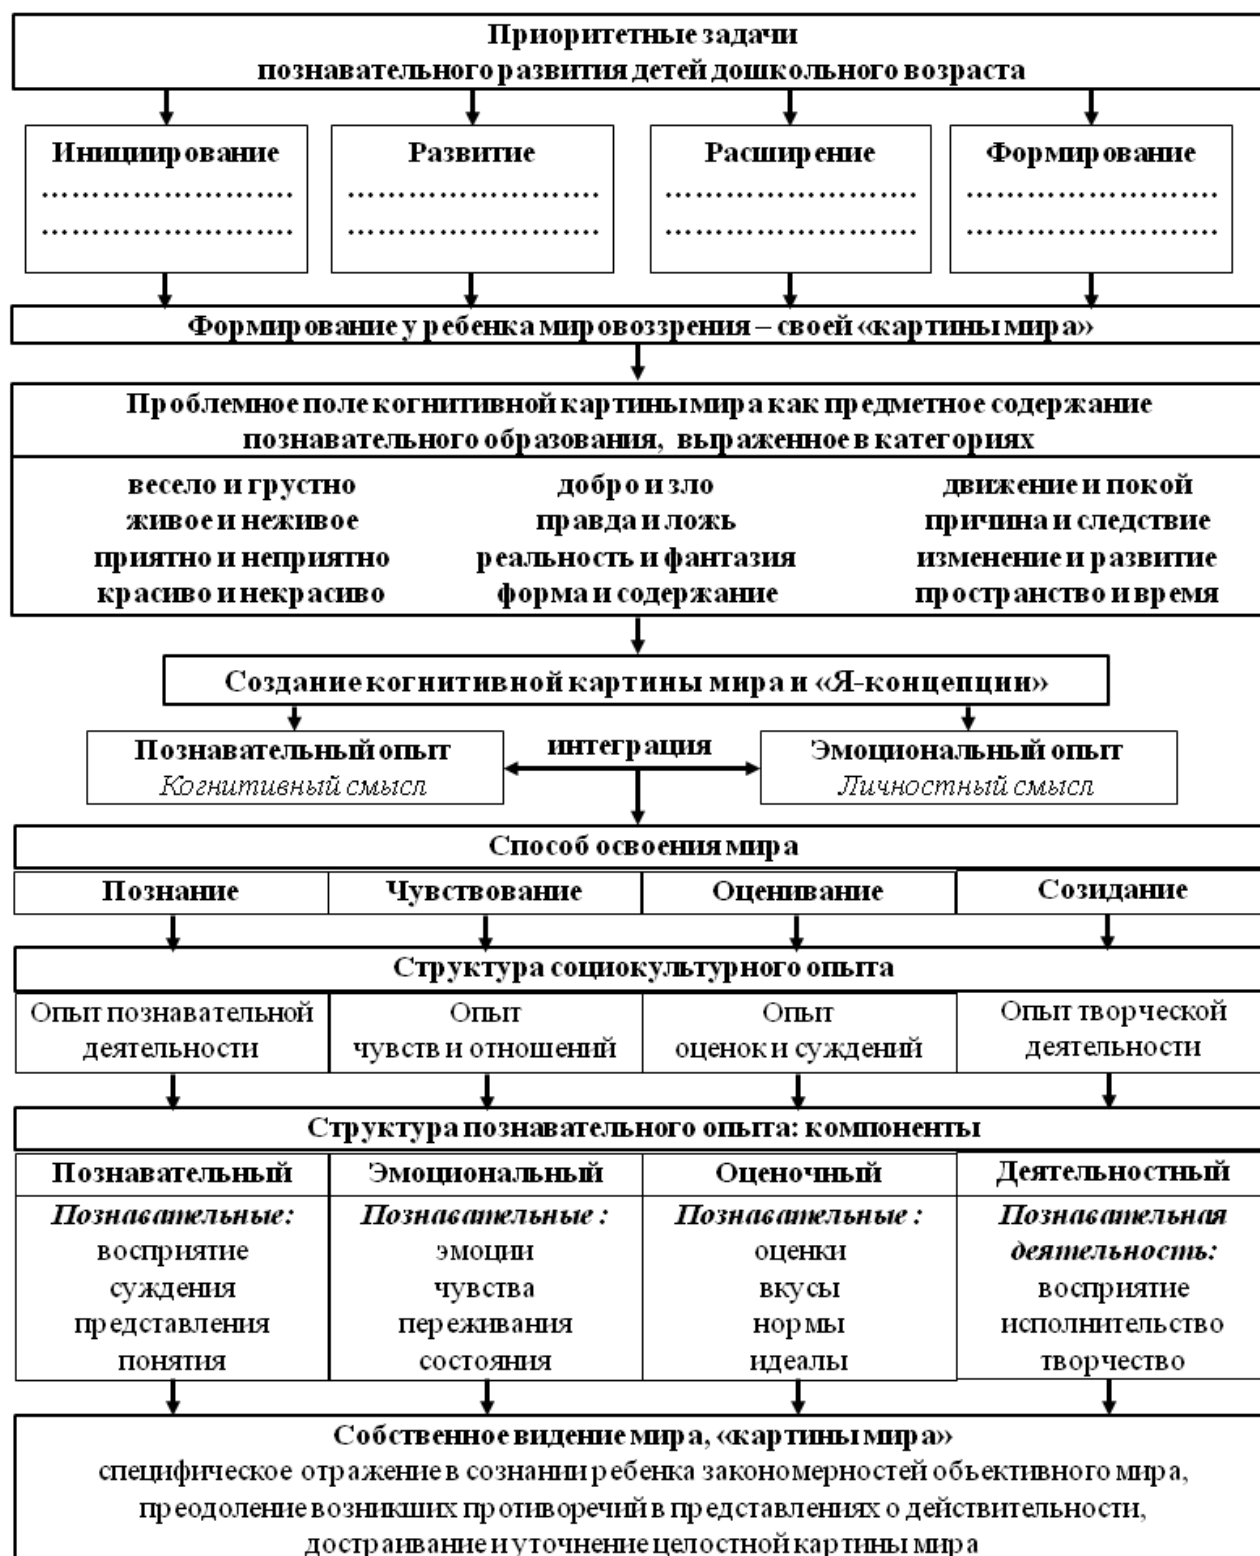 Приоритетные задачи
познавательного развития детей дошкольного возраста
Инициирование
…………………….
…………………….
Развитие
…………………….
…………………….
Расширение
…………………….
…………………….
Формирование
…………………….
…………………….
Формирование у ребенка мировоззрения – своей «картины мира»
Проблемное поле когнитивной картины мира как предметное содержание
познавательного образования, выраженное в категориях
весело и грустно
живое и неживое
приятно и неприятно
красиво и некрасиво
добро и зло
правда и ложь
реальность и фантазия
форма и содержание
движение и покой
причина и следствие
изменение и развитие
пространство и время
Создание когнитивной картины мира и «Я-концепции»
Познавательный опыт
Когнитивный смысл
интеграция
Эмоциональный опыт
Личностный смысл
Способ освоения мира
Познание
Чувствование
Оценивание
Созидание
Структура социокультурного опыта
Опыт познавательной
деятельности
Опыт
чувств и отношений
Опыт
оценок и суждений
Опыт творческой
деятельности
Структура познавательного опыта: компоненты
Познавательный
Эмоциональный
Оценочный
Деятельностный
Познавательные:
восприятие
суждения
представления
понятия
Познавательные :
эмоции
чувства
переживания
состояния
Познавательные :
оценки
вкусы
нормы
идеалы
Познавательная
деятельность:
восприятие
исполнительство
творчество
Собственное видение мира, «картины мира»
специфическое отражение в сознании ребенка закономерностей объективного мира,
преодоление возникших противоречий в представлениях о действительности,
достраивание и уточнение целостной картины мира